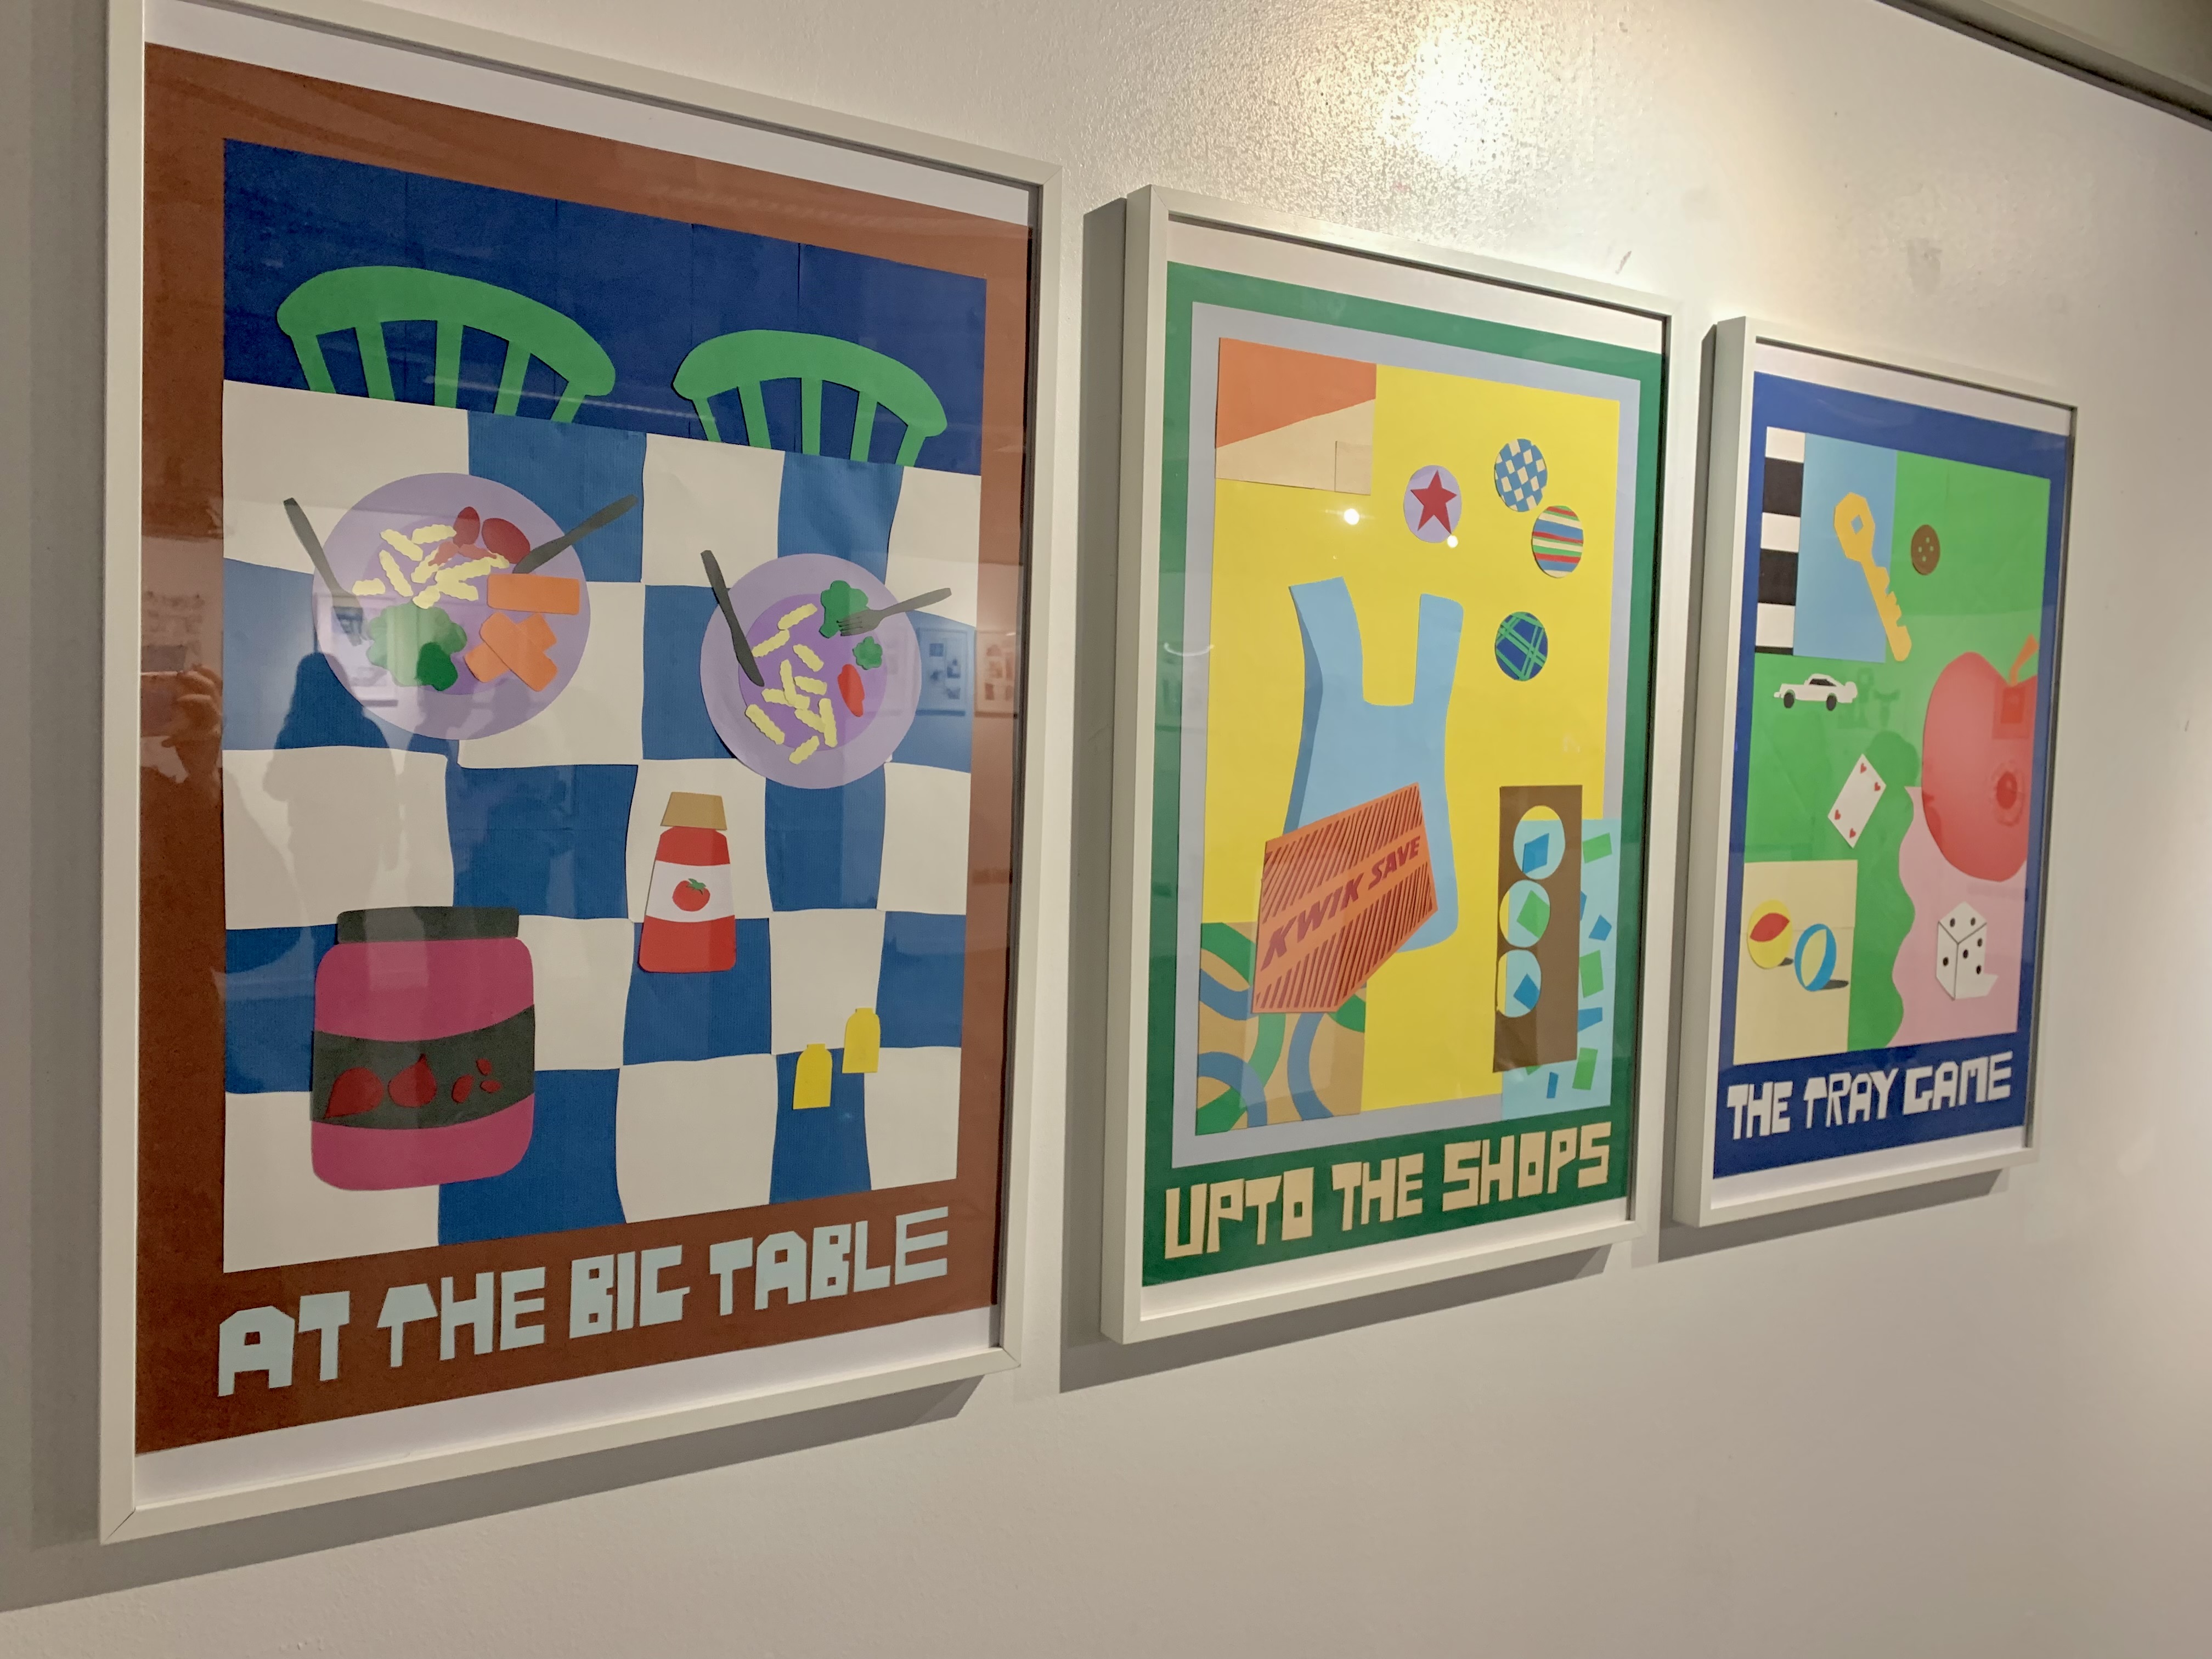 AT THE BIG TABLE
KWIK SAVE
UPTO THE SHOPS
THE TRAY GAME